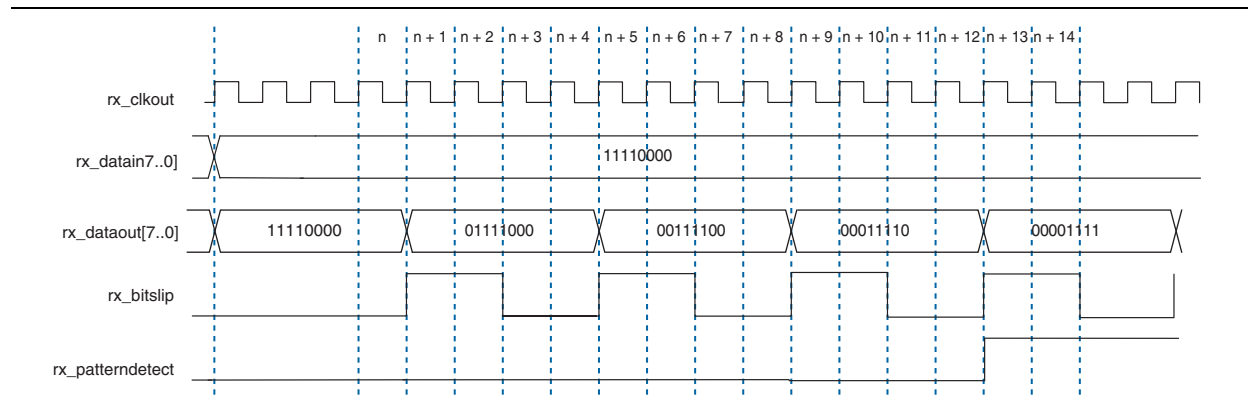 n n + 1 n + 2 n + 3 n + 4 n + 5 n + 6 n + 7 n + 8 n + 9 n + 10 n + 11 n + 12 n + 13 n + 14
rx_clkout
rx_datain7..0] 11110000
rx_dataout[7..0] 11110000 01111000 00111100 00011110 00001111
rx_bitslip
rx_patterndetect